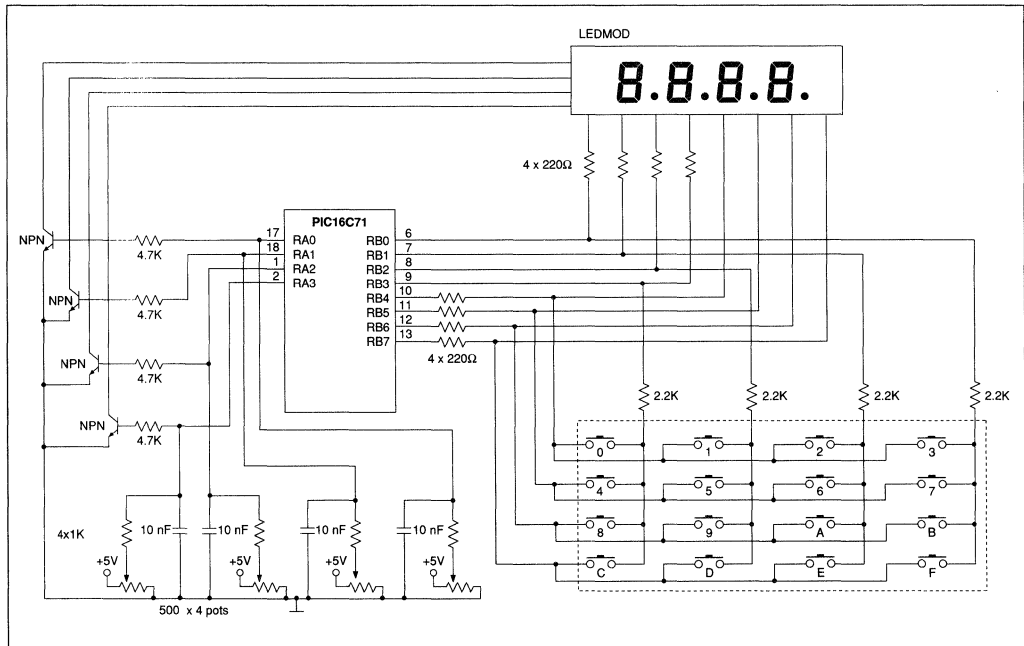 LEDMOD
8.8.8.8.
4 x 220Ω
PIC16C71
NPN
4.7K
17
RA0
RB0
6
18
RA1
RB1
7
1
RA2
RB2
8
2
RA3
RB3
9
RB4
10
RB5
11
RB6
12
RB7
13
4 x 220Ω
NPN
4.7K
NPN
4.7K
NPN
4.7K
2.2K
2.2K
2.2K
2.2K
0
1
2
3
4
5
6
7
8
9
A
B
C
D
E
F
4x1K
10 nF
10 nF
10 nF
10 nF
+5V
+5V
+5V
+5V
500 x 4 pots